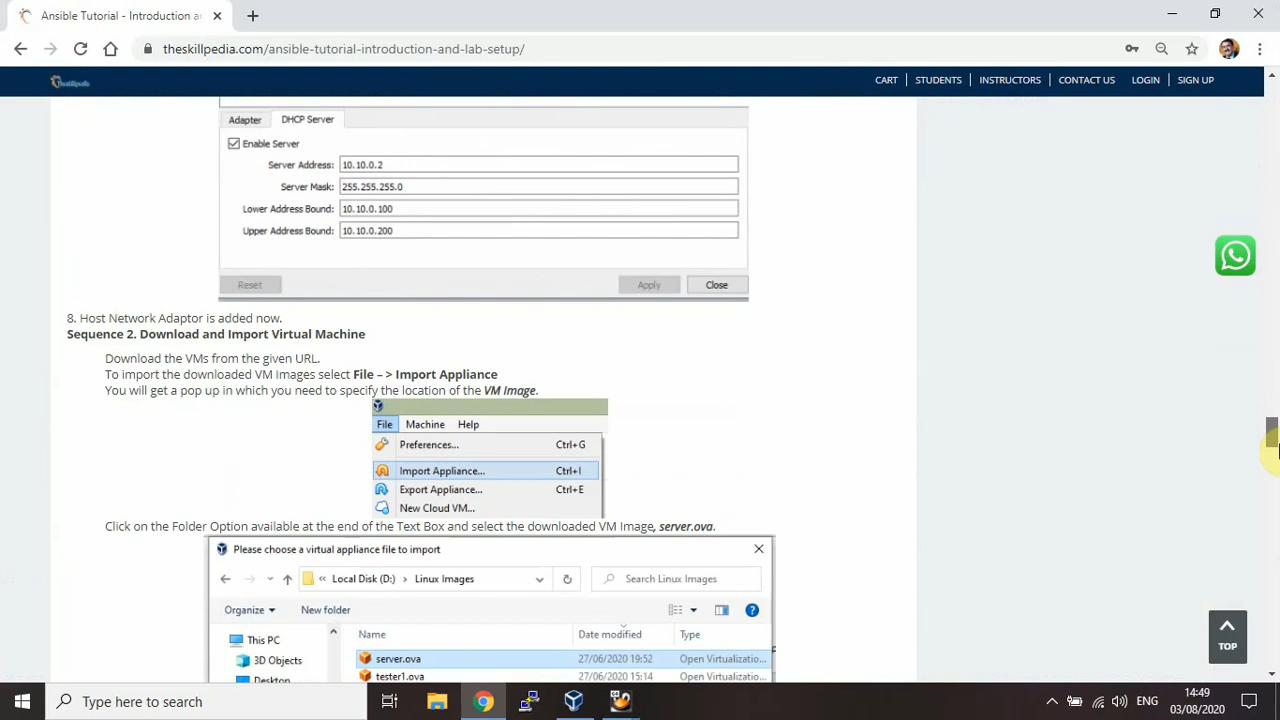 Ansible Tutorial - Introduction a
theskillpedia.com/ansible-tutorial-introduction-and-lab-setup/
Theskillpedia
CART
STUDENTS
INSTRUCTORS
CONTACT US
LOGIN
SIGN UP
Adapter
DHCP Server
Enable Server
Server Address: 10.10.0.2
Server Mask: 255.255.255.0
Lower Address Bound: 10.10.0.100
Upper Address Bound: 10.10.0.200
Reset
Apply
Close
8. Host Network Adaptor is added now.
Sequence 2. Download and Import Virtual Machine
Download the VMs from the given URL.
To import the downloaded VM Images select File – > Import Appliance
You will get a pop up in which you need to specify the location of the VM Image.
File Machine Help
Preferences... Ctrl+G
Import Appliance... Ctrl+I
Export Appliance... Ctrl+E
New Cloud VM...
Click on the Folder Option available at the end of the Text Box and select the downloaded VM Image, server.ova.
Please choose a virtual appliance file to import
« Local Disk (D:) > Linux Images
Search Linux Images
Organize
New folder
This PC
3D Objects
Desktop
Name
Date modified
Type
server.ova 27/06/2020 19:52 Open Virtualizatio...
tester1.ova 27/06/2020 15:14 Open Virtualizatio...
TOP
Type here to search
ENG
14:49
03/08/2020